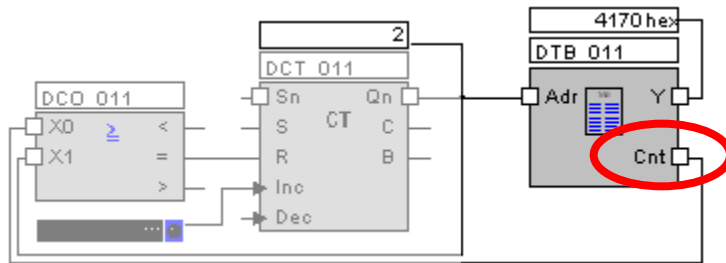 4170 hex
2
DTB 011
DCT 011
Adr Y
Sn Qn
DCO 011
CT
X0 ≥ <
S C
X1 =
R B
Cnt
>
Inc
Dec
...